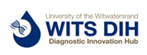 University of the Witwatersrand
WITS DIH
Diagnostic Innovation Hub